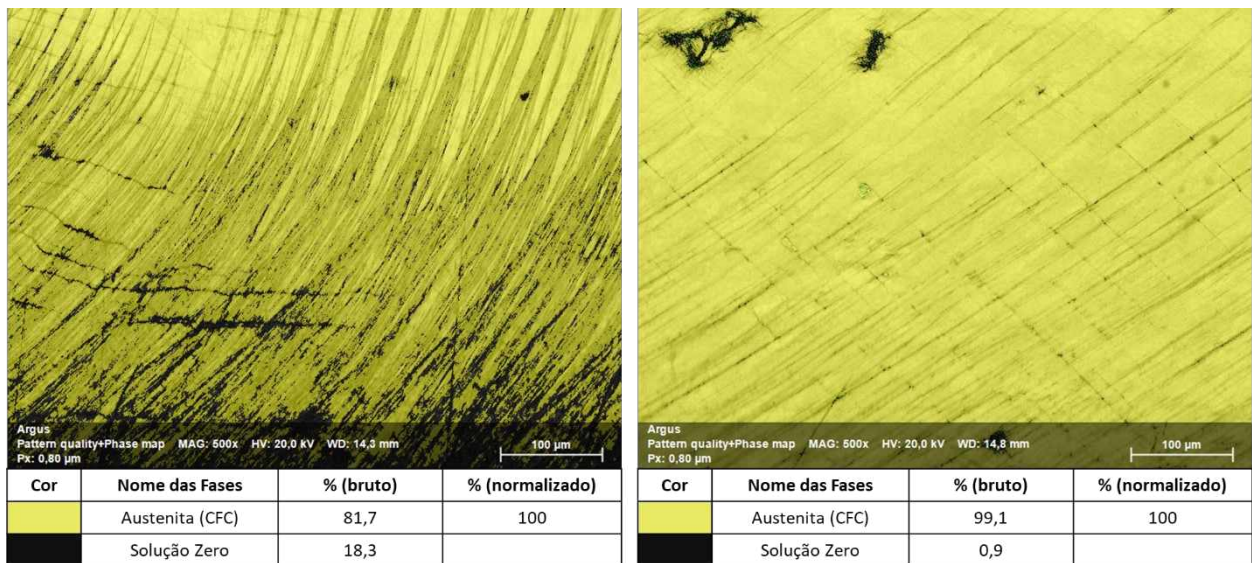 Argus
Pattern quality+Phase map MAG: 500x HV: 20,0 kV WD: 14,3 mm
Px: 0,80 µm
100 µm
Cor Nome das Fases % (bruto) % (normalizado)
Austenita (CFC) 81,7 100
Solução Zero 18,3
Argus
Pattern quality+Phase map MAG: 500x HV: 20,0 kV WD: 14,8 mm
Px: 0,80 µm
100 µm
Cor Nome das Fases % (bruto) % (normalizado)
Austenita (CFC) 99,1 100
Solução Zero 0,9